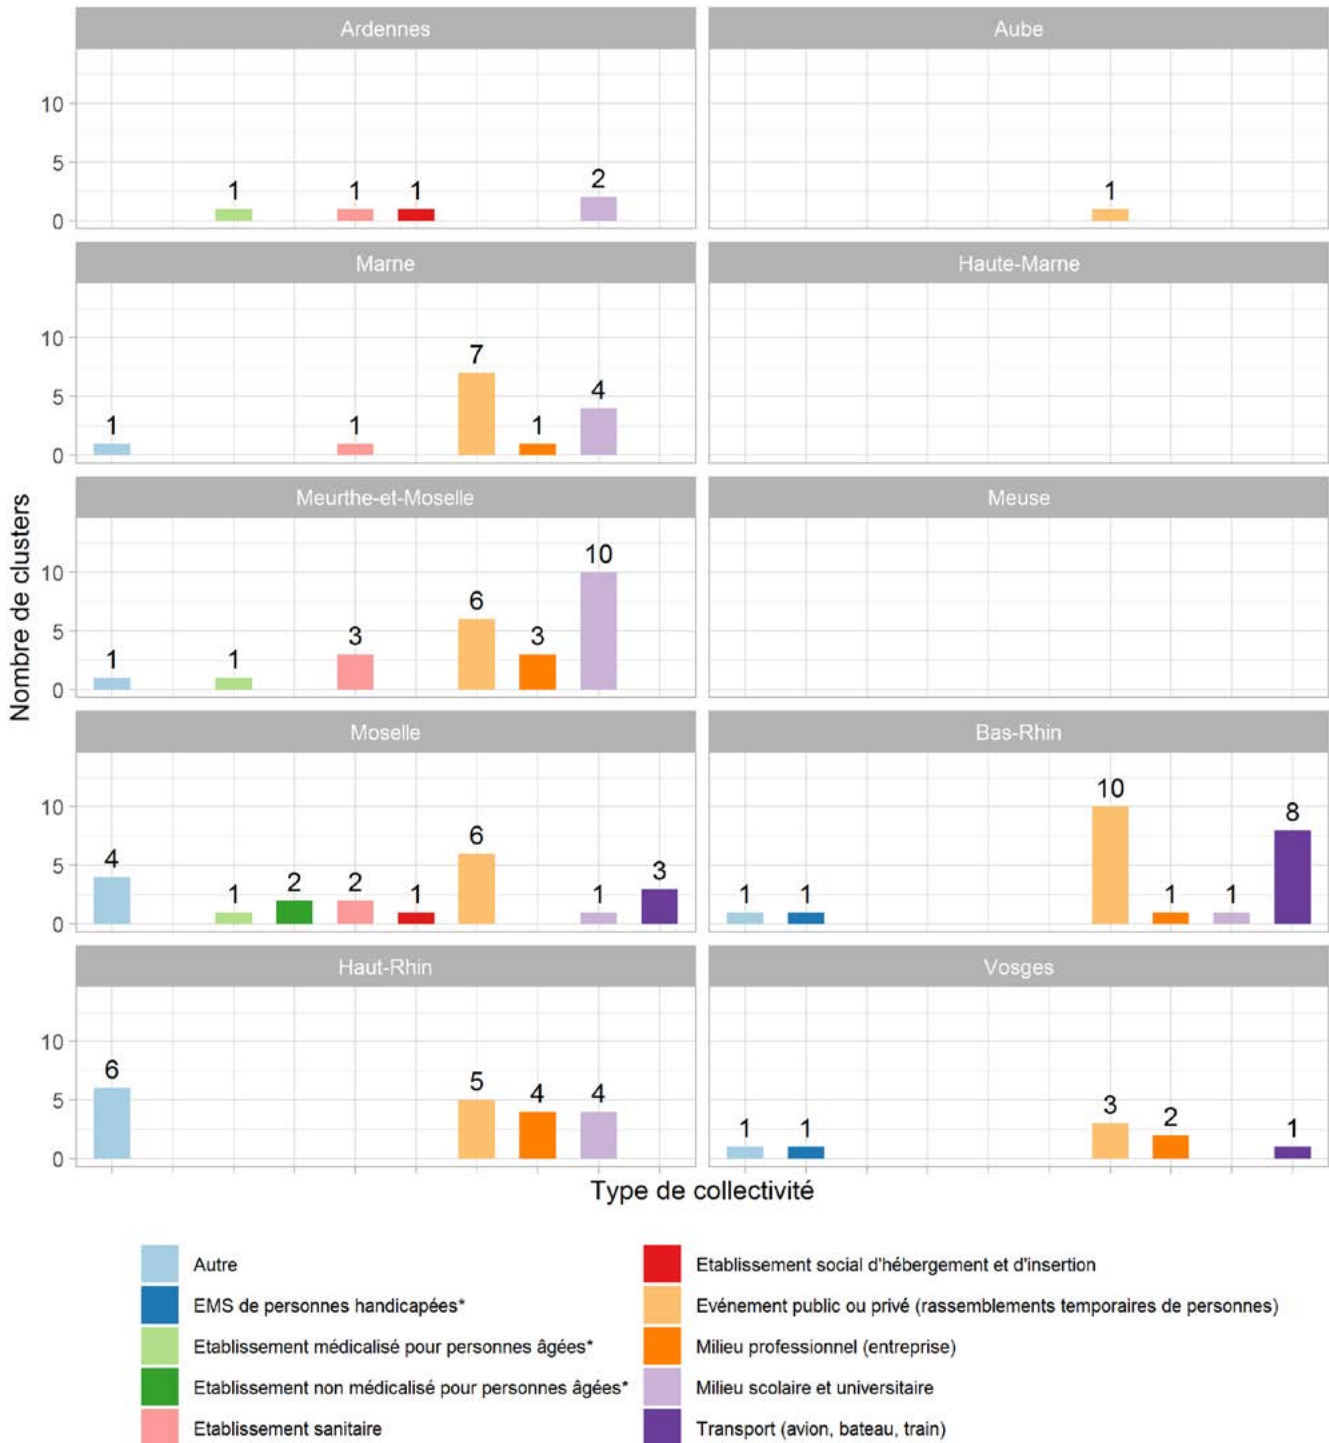 Ardennes
Aube
10
5
0
1
1
1
2
1
Marne
Haute-Marne
10
5
0
1
1
7
1
4
Meurthe-et-Moselle
Meuse
10
5
0
1
1
3
6
3
10
Moselle
Bas-Rhin
10
5
0
4
1
2
2
1
6
1
3
1
1
10
1
1
8
Haut-Rhin
Vosges
10
5
0
6
5
4
4
1
1
3
2
1
Nombre de clusters
Type de collectivité
Autre
EMS de personnes handicapées*
Etablissement médicalisé pour personnes âgées*
Etablissement non médicalisé pour personnes âgées*
Etablissement sanitaire
Etablissement social d'hébergement et d'insertion
Evénement public ou privé (rassemblements temporaires de personnes)
Milieu professionnel (entreprise)
Milieu scolaire et universitaire
Transport (avion, bateau, train)